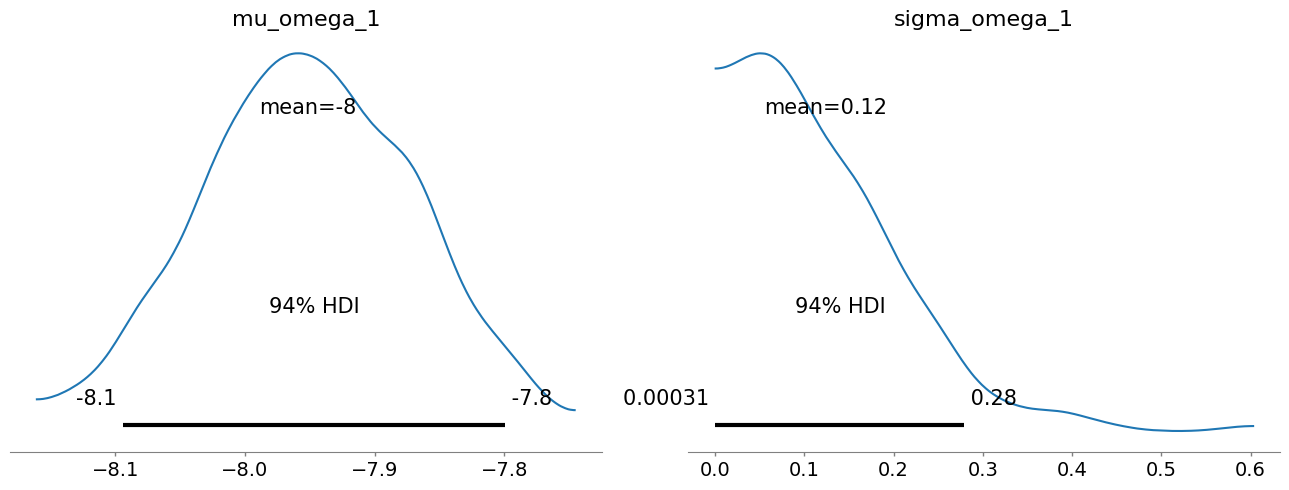 mu_omega_1
mean=-8
94% HDI
-8.1
-7.8
−8.1
−8.0
−7.9
−7.8
sigma_omega_1
mean=0.12
94% HDI
0.00031
0.28
0.0
0.1
0.2
0.3
0.4
0.5
0.6